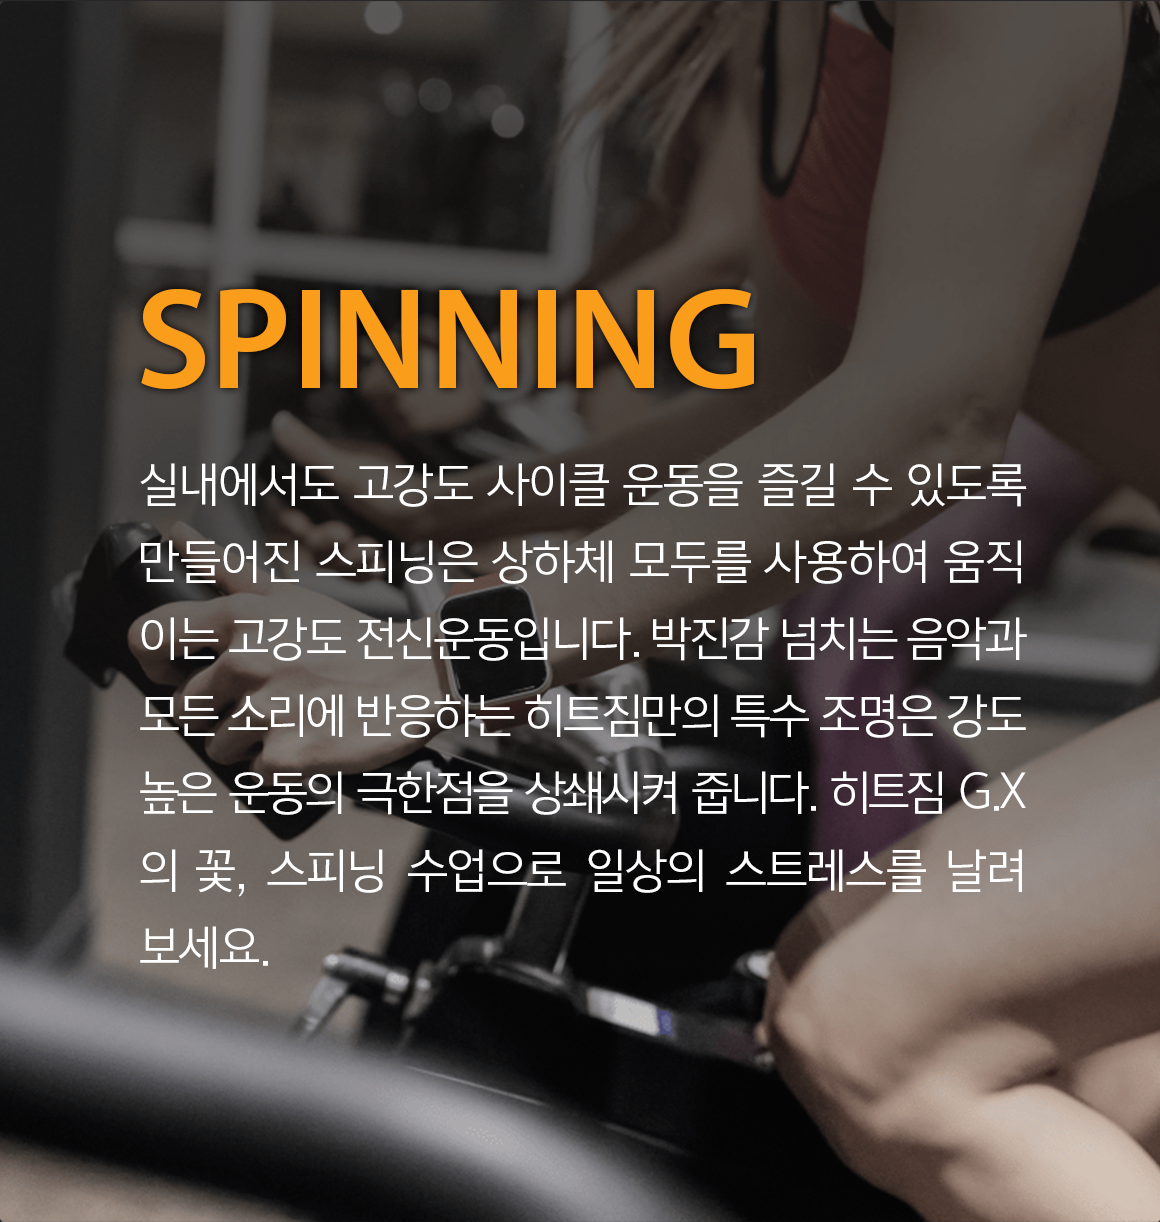 SPINNING
실내에서도 고강도 사이클 운동을 즐길 수 있도록
만들어진 스피닝은 상하체 모두를 사용하여 움직
이는 고강도 전신운동입니다. 박진감 넘치는 음악과
모든 소리에 반응하는 히트짐만의 특수 조명은 강도
높은 운동의 극한점을 상쇄시켜 줍니다. 히트짐 G.X
의 꽃, 스피닝 수업으로 일상의 스트레스를 날려
보세요.